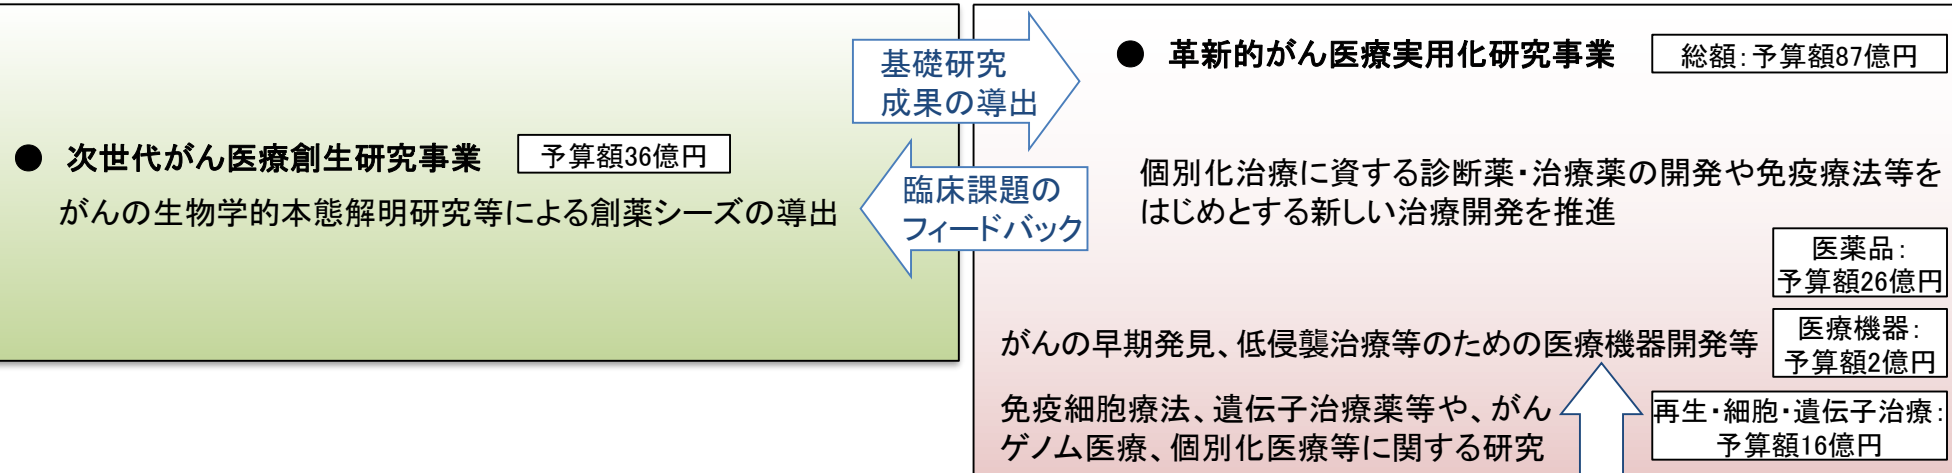 ● 次世代がん医療創生研究事業 予算額36億円
がんの生物学的本態解明研究等による創薬シーズの導出
基礎研究
成果の導出
臨床課題の
フィードバック
● 革新的がん医療実用化研究事業 総額：予算額87億円
個別化治療に資する診断薬・治療薬の開発や免疫療法等を
はじめとする新しい治療開発を推進
医薬品：
予算額26億円
がんの早期発見、低侵襲治療等のための医療機器開発等
医療機器：
予算額2億円
免疫細胞療法、遺伝子治療薬等や、がん
ゲノム医療、個別化医療等に関する研究
再生・細胞・遺伝子治療：
予算額16億円